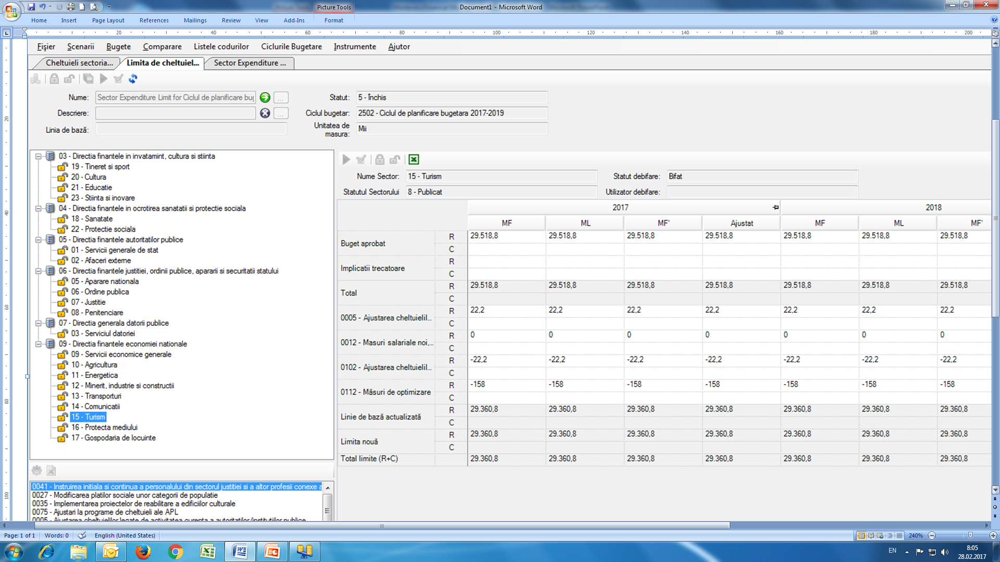 Picture Tools
Document1 - Microsoft Word
Home Insert Page Layout References Mailings Review View Add-Ins Format
20 40 60 80 100 120 140 160 180 200
Fișier Scenarii Bugete Comparare Listele codurilor Ciclurile Bugetare Instrumente Ajutor
Cheltuieli sectoria... Limita de cheltuiel... Sector Expenditure ...
Nume: Sector Expenditure Limit for Ciclul de planificare bug ... Statut: 5 - Închis
Descriere: ... Ciclul bugetar: 2502 - Ciclul de planificare bugetara 2017-2019
Linia de bază: Unitatea de masura: Mii
03 - Directia finantele in invatamint, cultura si stiinta
19 - Tineret si sport
20 - Cultura
21 - Educatie
23 - Stiinta si inovare
04 - Directia finantele in ocrotirea sanatatii si protectie sociala
18 - Sanatate
22 - Protectie sociala
05 - Directia finantele autoritatilor publice
01 - Servicii generale de stat
02 - Afaceri externe
06 - Directia finantele justitiei, ordinii publice, apararii si securitatii statului
05 - Aparare nationala
06 - Ordine publica
07 - Justitie
08 - Penitenciare
07 - Directia generala datorii publice
03 - Serviciul datoriei
09 - Directia finantele economiei nationale
09 - Servicii economice generale
10 - Agricultura
11 - Energetica
12 - Minerit, industrie si constructii
13 - Transporturi
14 - Comunicatii
15 - Turism
16 - Protecta mediului
17 - Gospodaria de locuinte
0041 - Instruirea initiala si continua a personalului din sectorul justitiei si a altor profesii conexe a
0027 - Modificarea platilor sociale unor categorii de populatie
0035 - Implementarea proiectelor de reabilitare a edificiilor culturale
0075 - Ajustari la programe de cheltuieli ale APL
0005 - Ajustarea cheltuielilor legate de activitatea curenta a autoritatilor/institutiilor publice
Nume Sector: 15 - Turism Statut debifare: Bifat
Statutul Sectorului 8 - Publicat Utilizator debifare:
2017 2018
MF ML MF' Ajustat MF ML MF'
Buget aprobat R 29.518,8 29.518,8 29.518,8 29.518,8 29.518,8 29.518,8 29.518,8
C
Implicatii trecatoare R
C
Total R 29.518,8 29.518,8 29.518,8 29.518,8 29.518,8 29.518,8 29.518,8
C
0005 - Ajustarea cheltuielil... R 22,2 22,2 22,2 22,2 22,2 22,2 22,2
C
0012 - Masuri salariale noi,... R 0 0 0 0 0 0 0
C
0102 - Ajustarea cheltuielil... R -22,2 -22,2 -22,2 -22,2 -22,2 -22,2 -22,2
C
0112 - Măsuri de optimizare R -158 -158 -158 -158 -158 -158 -158
C
Linie de bază actualizată R 29.360,8 29.360,8 29.360,8 29.360,8 29.360,8 29.360,8 29.360,8
C
Limita nouă R 29.360,8 29.360,8 29.360,8 29.360,8 29.360,8 29.360,8 29.360,8
C
Total limite (R+C) 29.360,8 29.360,8 29.360,8 29.360,8 29.360,8 29.360,8 29.360,8
20
40
60
80
100
Page: 1 of 1 Words: 0 English (United States) 240%
EN 8:05
28.02.2017